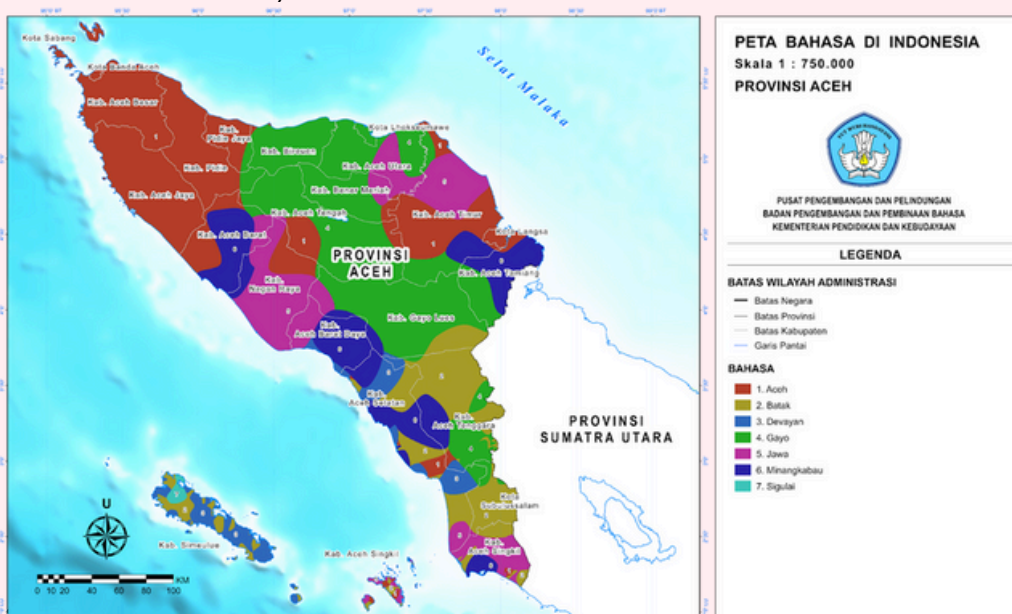 Kota Sabang
Kota Banda Aceh
Kab. Aceh Besar
Kab.
Pidie Jaya
Kab. Pidie
Kab. Aceh Jaya
Kab. Bireuen
Kota Lhokseumawe
Kab. Aceh Utara
Kab. Bener Meriah
Kab. Aceh Tengah
Kab. Aceh Timur
Kab. Aceh Barat
Kota Langsa
Kab. Aceh Tamiang
PROVINSI
ACEH
Kab.
Nagan Raya
Kab. Gayo Lues
Kab.
Aceh Barat Daya
Kab.
Aceh Selatan
Kab.
Aceh Tenggara
Kota
Subulussalam
Kab.
Aceh Singkil
Kab. Simeulue
Kab. Aceh Singkil
Selat Malaka
PROVINSI
SUMATRA UTARA
U
0 10 20 40 60 80 100 KM
PETA BAHASA DI INDONESIA
Skala 1 : 750.000
PROVINSI ACEH
TUT WURI HANDAYANI
PUSAT PENGEMBANGAN DAN PELINDUNGAN
BADAN PENGEMBANGAN DAN PEMBINAAN BAHASA
KEMENTERIAN PENDIDIKAN DAN KEBUDAYAAN
LEGENDA
BATAS WILAYAH ADMINISTRASI
Batas Negara
Batas Provinsi
Batas Kabupaten
Garis Pantai
BAHASA
1. Aceh
2. Batak
3. Devayan
4. Gayo
5. Jawa
6. Minangkabau
7. Sigulai